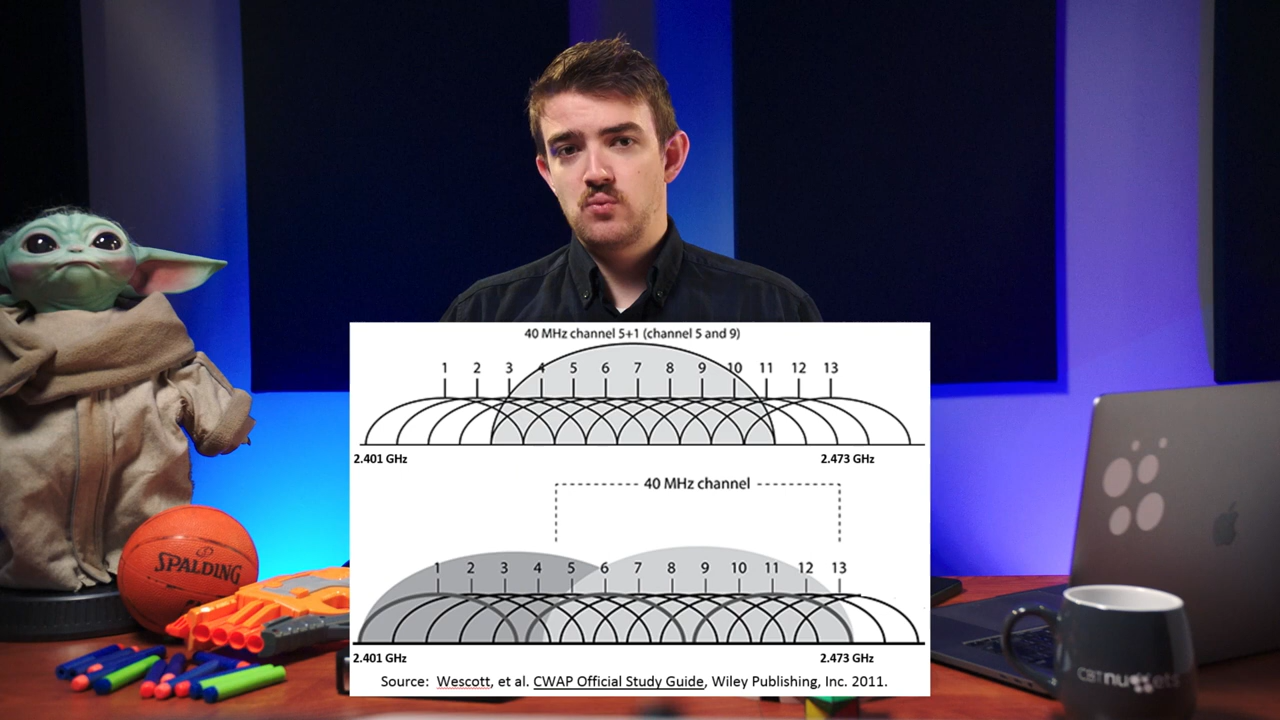 40 MHz channel 5+1 (channel 5 and 9)
1 2 3 4 5 6 7 8 9 10 11 12 13
2.401 GHz 2.473 GHz
40 MHz channel
1 2 3 4 5 6 7 8 9 10 11 12 13
2.401 GHz 2.473 GHz
Source: Wescott, et al. CWAP Official Study Guide, Wiley Publishing, Inc. 2011.
SPALDING
cbtnuggets